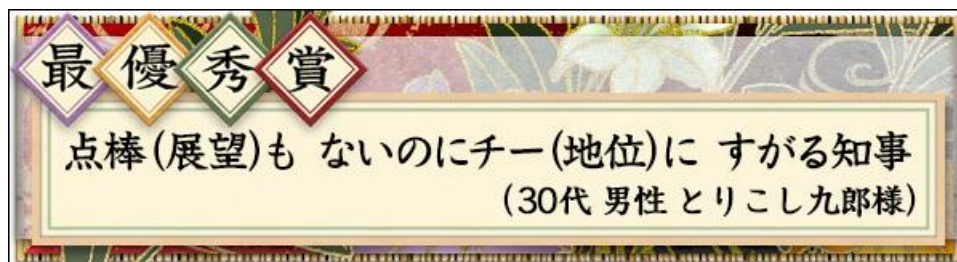 最優秀賞
点棒(展望)も ないのにチー(地位)に すがる知事
(30代 男性 とりこし九郎様)